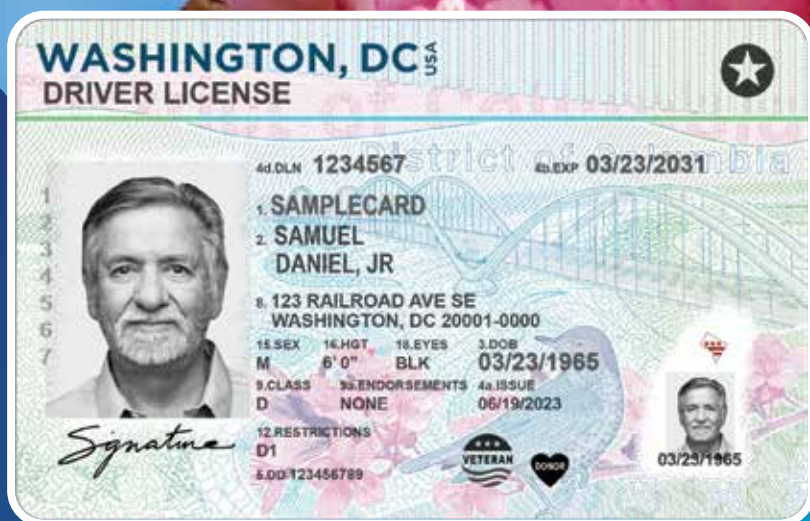 WASHINGTON, DC USA
DRIVER LICENSE
District of Columbia
4d.DLN 1234567 4b.EXP 03/23/2031
1. SAMPLECARD
2. SAMUEL
DANIEL, JR
8. 123 RAILROAD AVE SE
WASHINGTON, DC 20001-0000
15.SEX 16.HGT 18.EYES 3.DOB
M 6' 0" BLK 03/23/1965
9.CLASS 9a.ENDORSEMENTS 4a.ISSUE
D NONE 06/19/2023
12.RESTRICTIONS
D1
5.DD 123456789
Signature
VETERAN
DONOR
03/23/1965
1
2
3
4
5
6
7